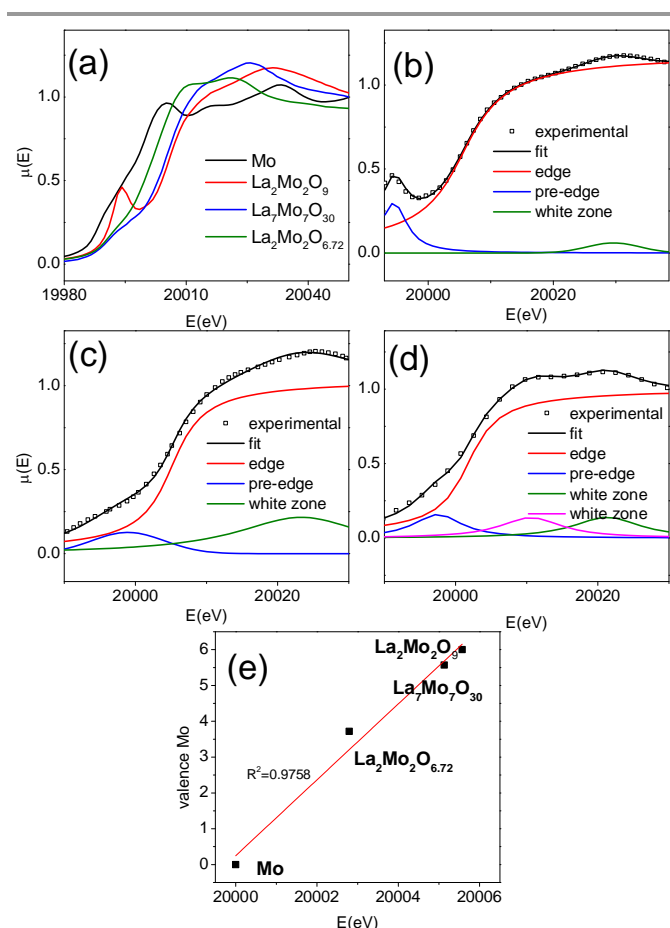 (a)
μ(E)
1.0
0.5
0.0
Mo
La₂Mo₂O₉
La₇Mo₇O₃₀
La₂Mo₂O₆.₇₂
19980 20010 20040
E(eV)
(b)
1.0
0.5
0.0
experimental
fit
edge
pre-edge
white zone
20000 20020
E(eV)
(c)
μ(E)
1.0
0.5
0.0
experimental
fit
edge
pre-edge
white zone
20000 20020
E(eV)
(d)
1.0
0.5
0.0
experimental
fit
edge
pre-edge
white zone
white zone
20000 20020
E(eV)
(e)
valence Mo
6
5
4
3
2
1
0
La₂Mo₂O₉
La₇Mo₇O₃₀
La₂Mo₂O₆.₇₂
R²=0.9758
Mo
20000 20002 20004 20006
E(eV)